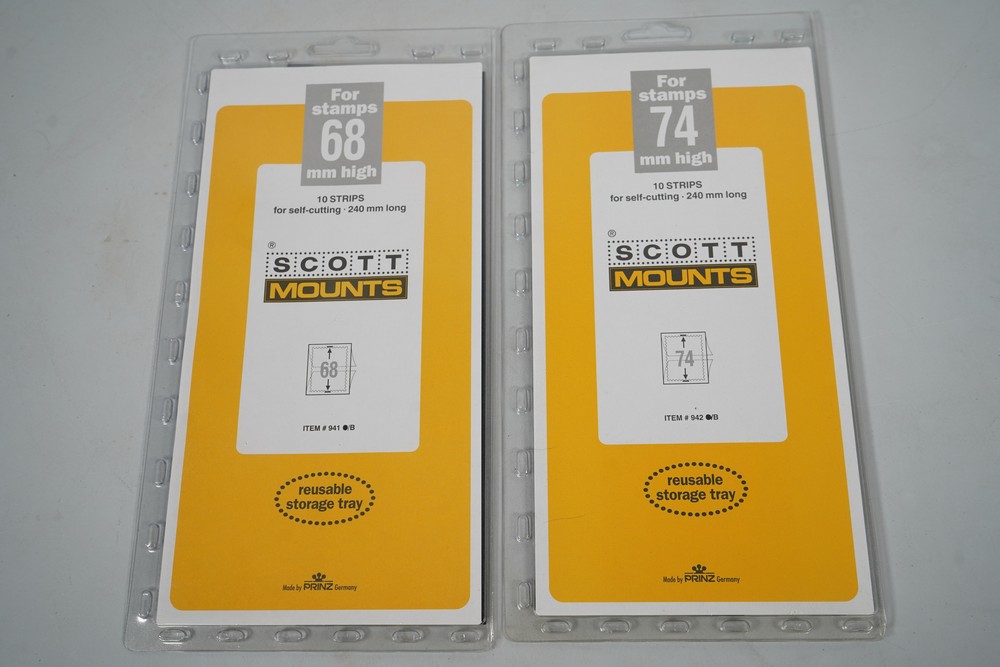 For
stamps
68
mm high
10 STRIPS
for self-cutting · 240 mm long
®
SCOTT
MOUNTS
68
ITEM # 941 /B
reusable
storage tray
Made by PRINZ Germany
For
stamps
74
mm high
10 STRIPS
for self-cutting · 240 mm long
®
SCOTT
MOUNTS
74
ITEM # 942 /B
reusable
storage tray
Made by PRINZ Germany